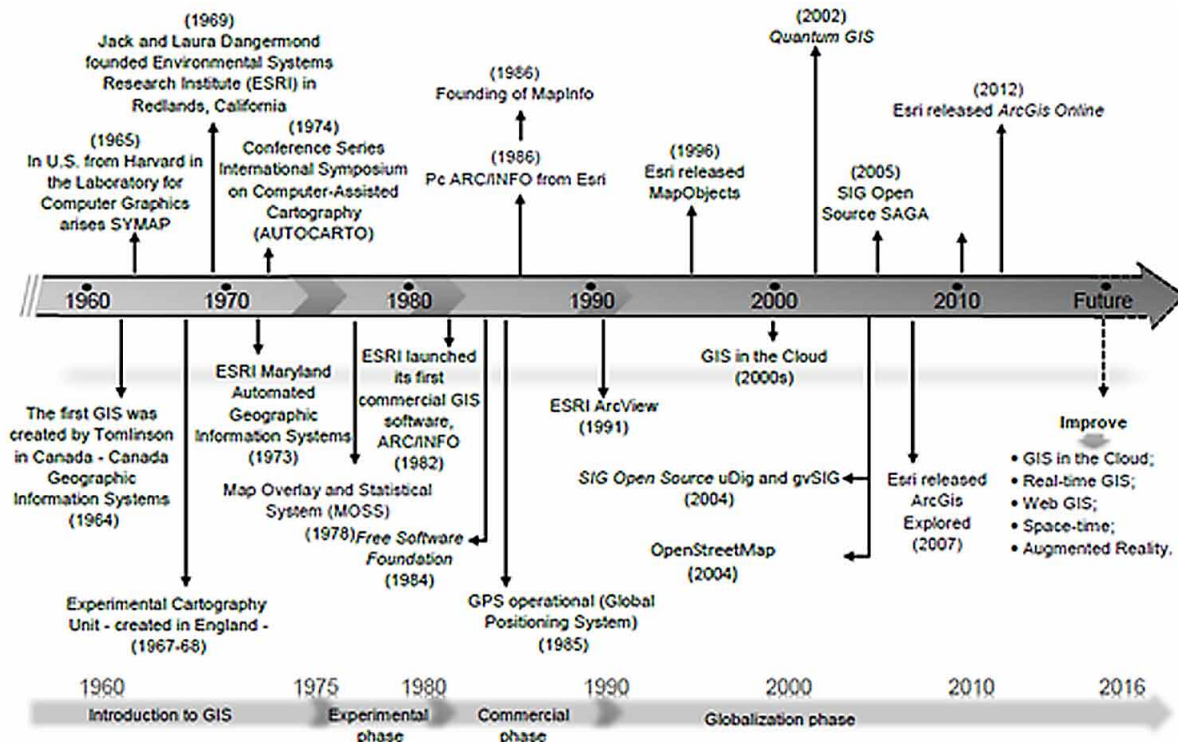 (1969)
Jack and Laura Dangermond
founded Environmental Systems
Research Institute (ESRI) in
Redlands, California
(1965)
In U.S. from Harvard in
the Laboratory for
Computer Graphics
arises SYMAP
(1974)
Conference Series
International Symposium
on Computer-Assisted
Cartography
(AUTOCARTO)
(1986)
Founding of MapInfo
(1986)
Pc ARC/INFO from Esri
(1996)
Esri released
MapObjects
(2002)
Quantum GIS
(2005)
SIG Open
Source SAGA
(2012)
Esri released ArcGis Online
1960 1970 1980 1990 2000 2010 Future
The first GIS was
created by Tomlinson
in Canada - Canada
Geographic
Information Systems
(1964)
Experimental Cartography
Unit - created in England -
(1967-68)
ESRI Maryland
Automated
Geographic
Information Systems
(1973)
Map Overlay and Statistical
System (MOSS)
(1978)
ESRI launched
its first
commercial GIS
software,
ARC/INFO
(1982)
Free Software
Foundation
(1984)
GPS operational (Global
Positioning System)
(1985)
ESRI ArcView
(1991)
GIS in the Cloud
(2000s)
SIG Open Source uDig and gvSIG
(2004)
OpenStreetMap
(2004)
Esri released
ArcGis
Explored
(2007)
Improve
• GIS in the Cloud;
• Real-time GIS;
• Web GIS;
• Space-time;
• Augmented Reality.
1960 1975 1980 1990 2000 2010 2016
Introduction to GIS
Experimental
phase
Commercial
phase
Globalization phase